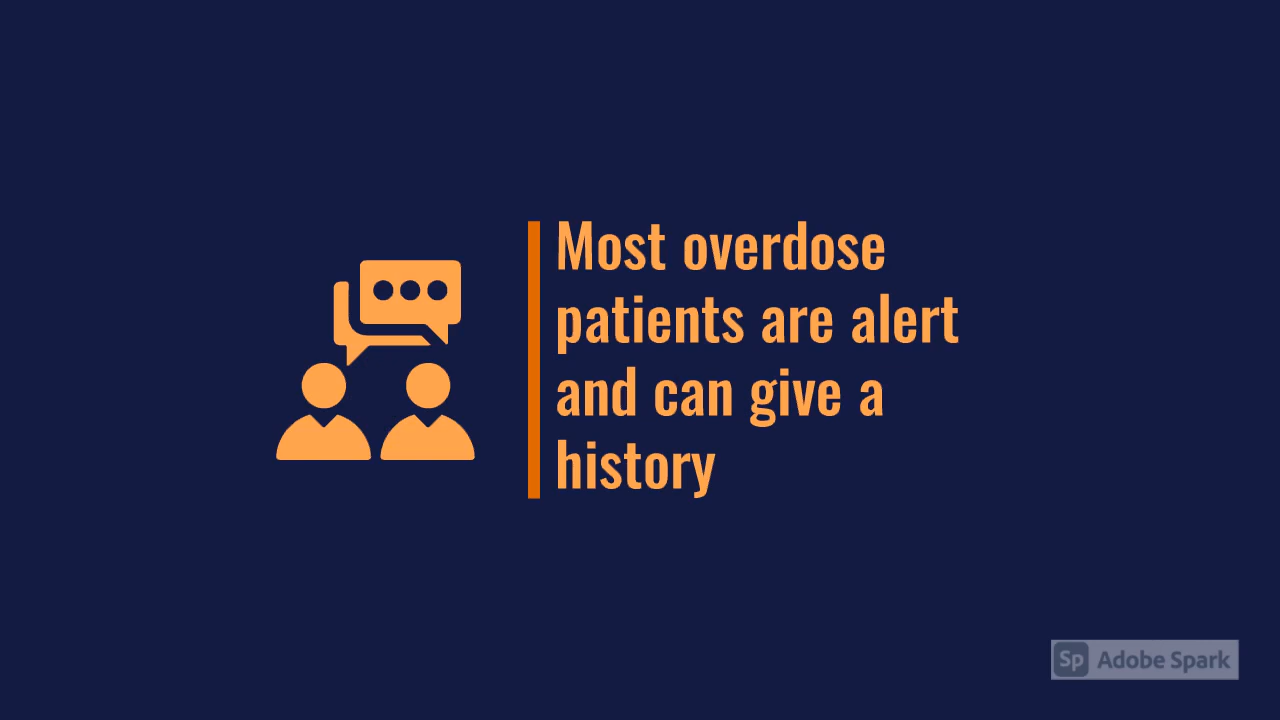 Most overdose
patients are alert
and can give a
history
Sp Adobe Spark